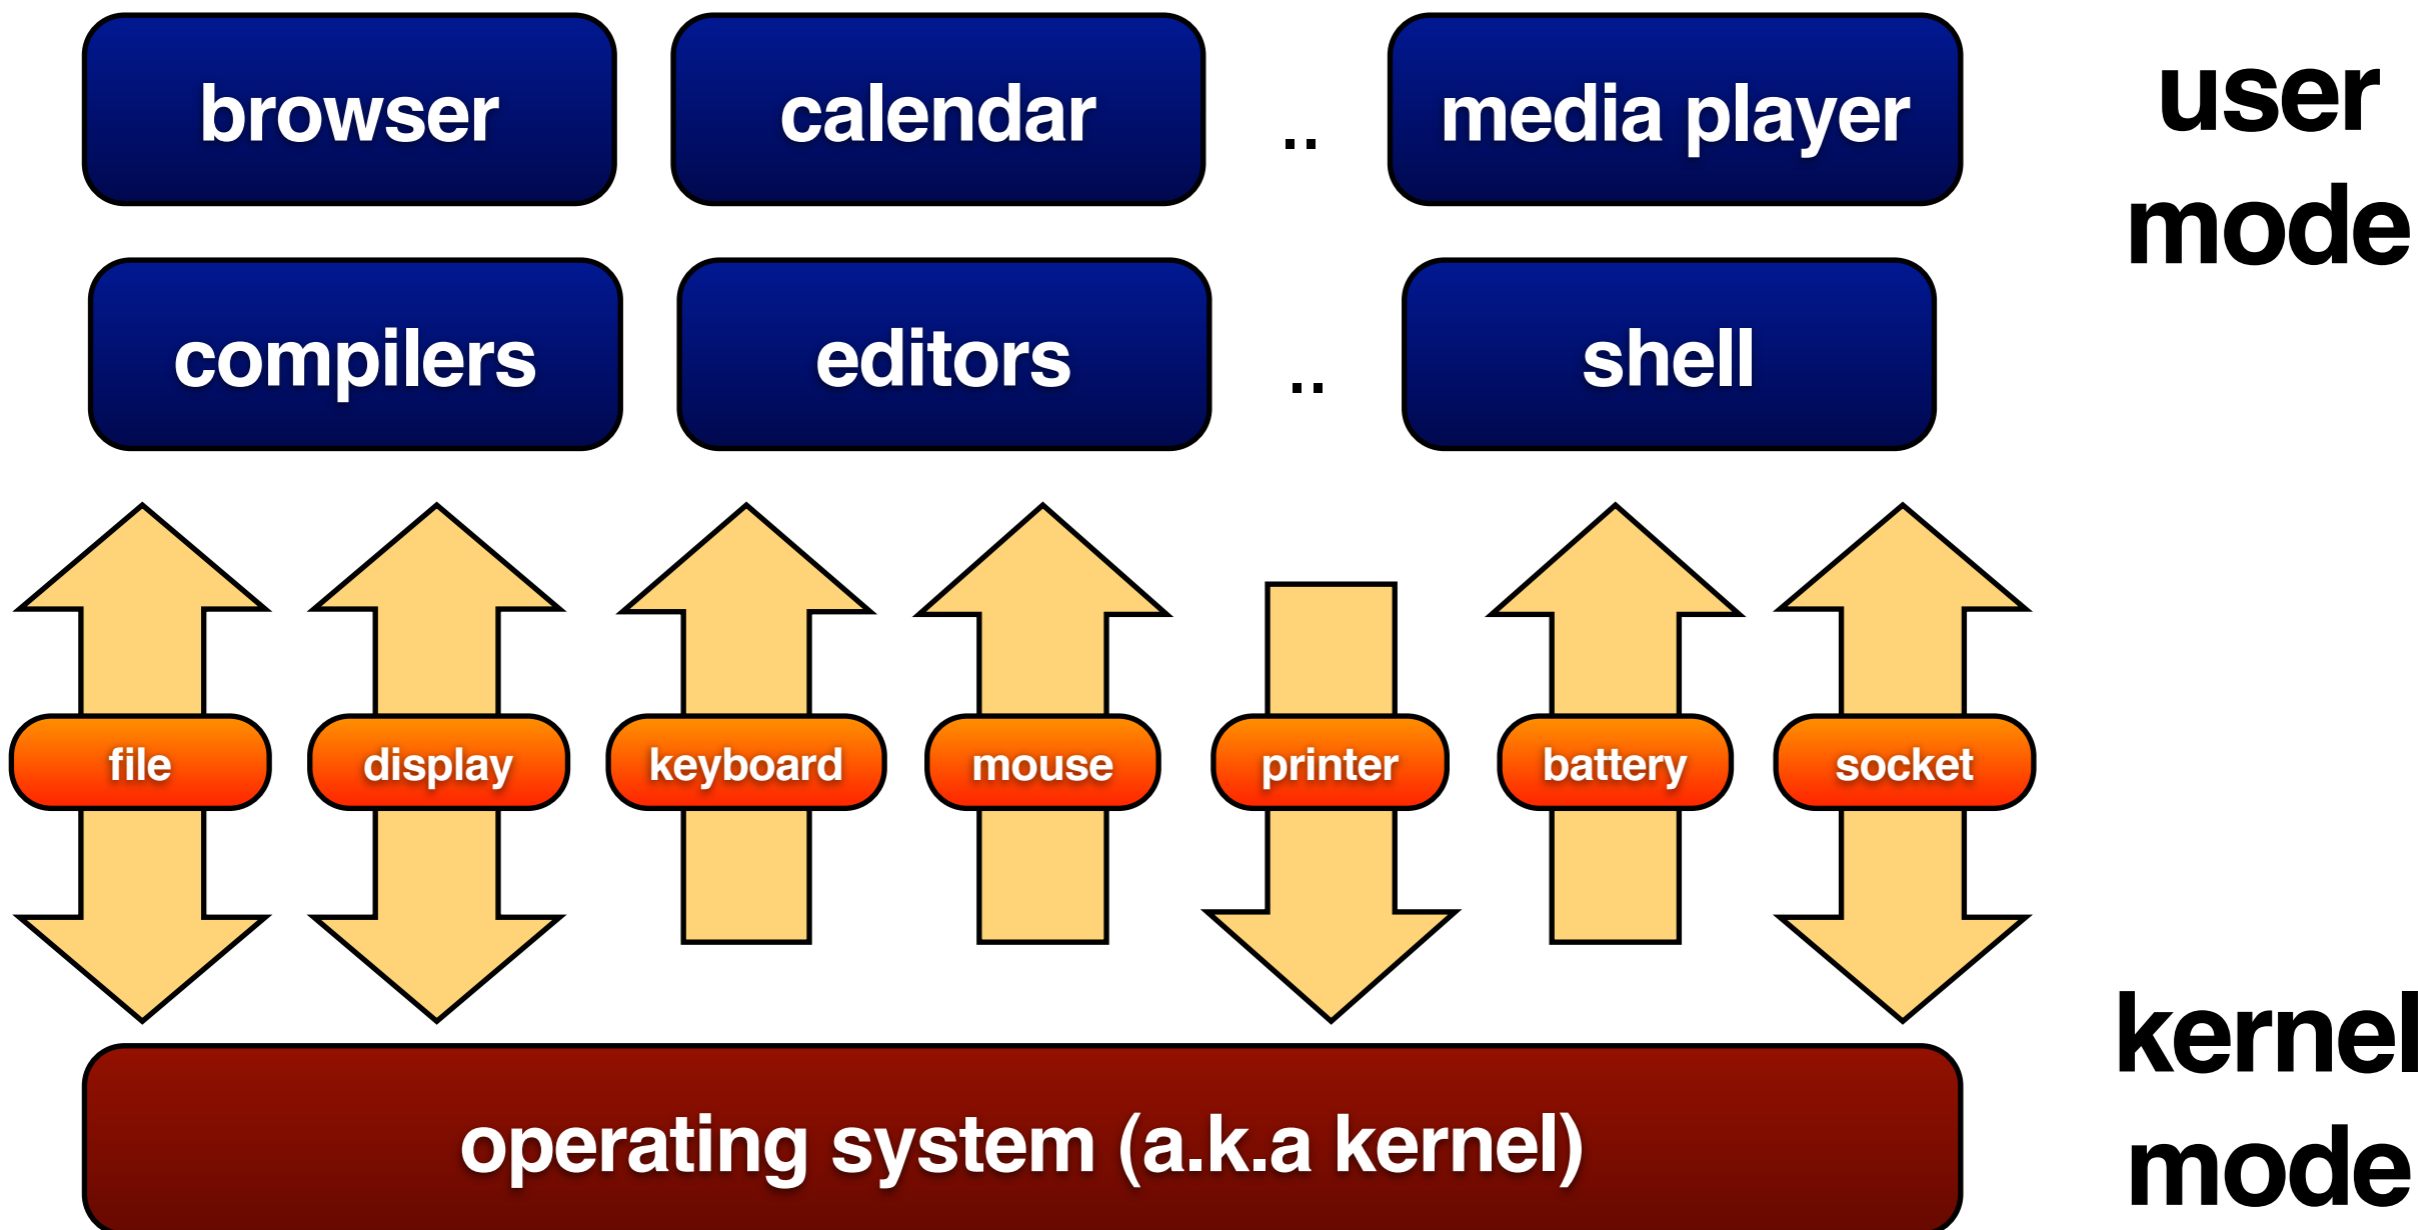 browser
calendar
..
media player
user
mode
compilers
editors
..
shell
file
display
keyboard
mouse
printer
battery
socket
kernel
mode
operating system (a.k.a kernel)